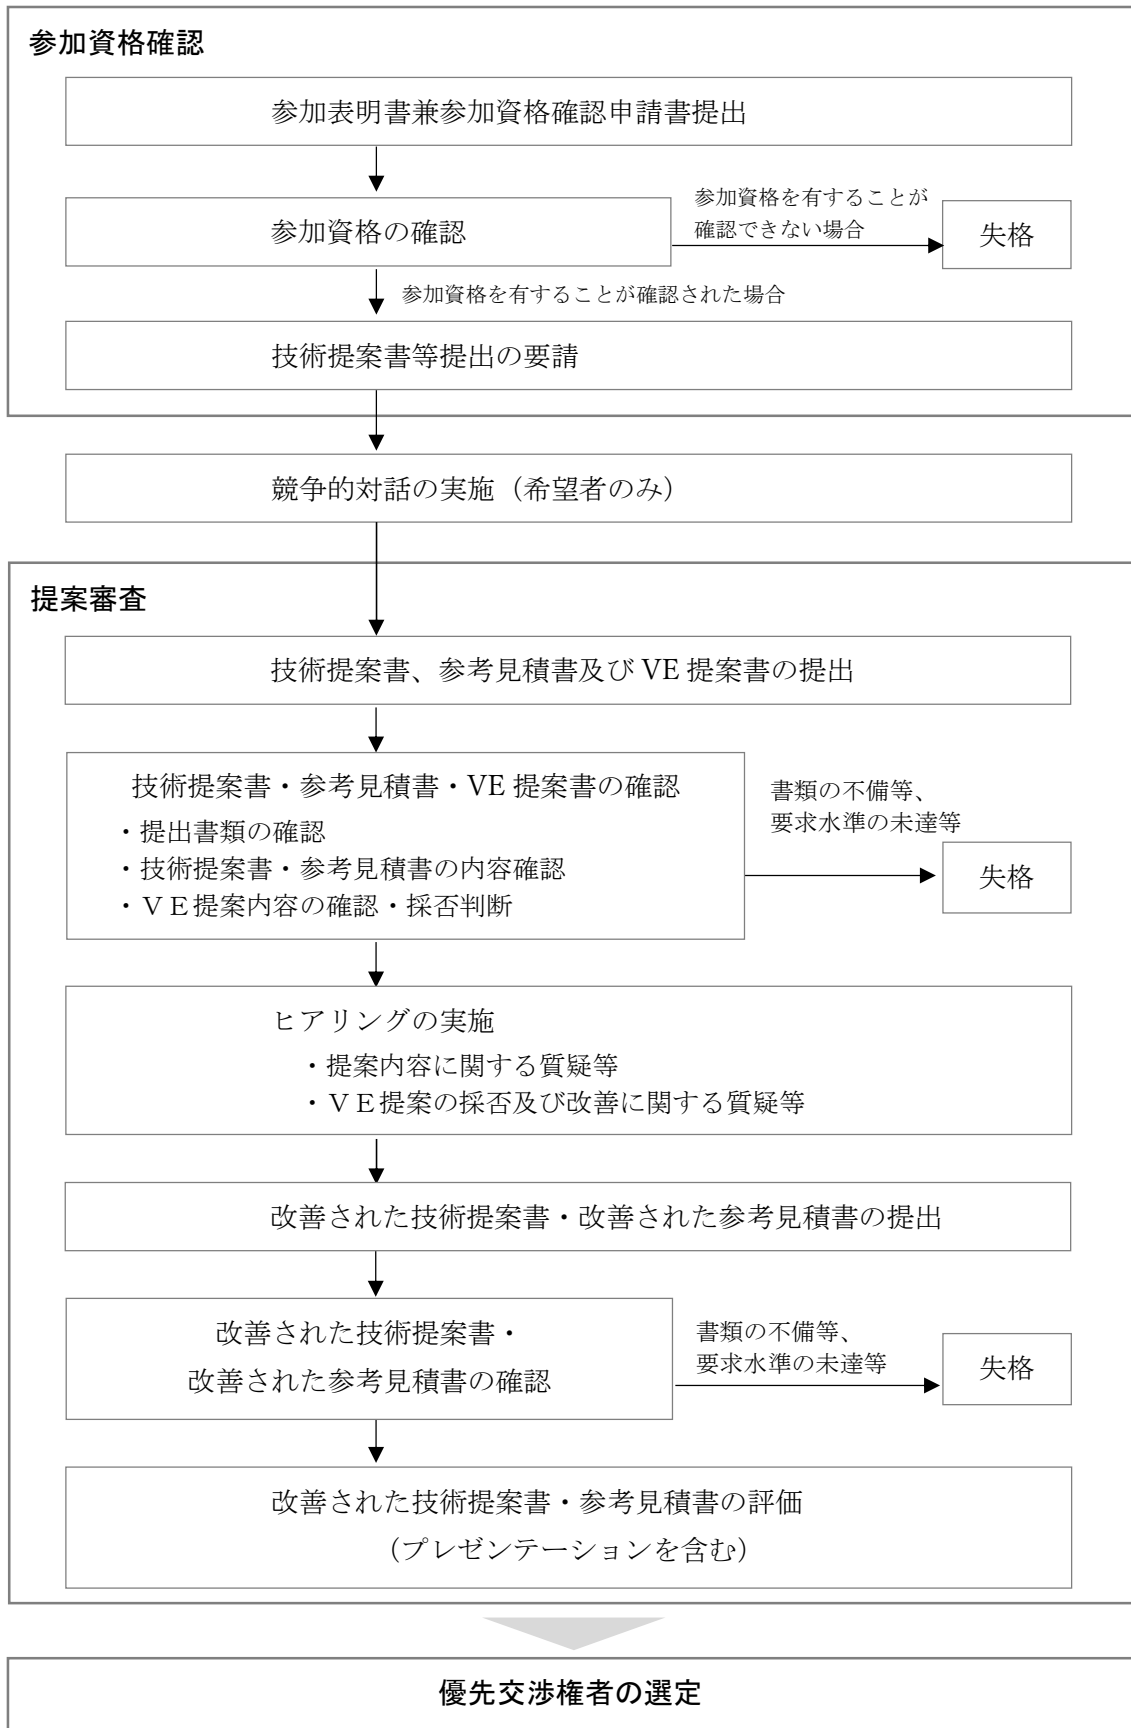 参加資格確認
参加表明書兼参加資格確認申請書提出
参加資格の確認
参加資格を有することが
確認できない場合
失格
参加資格を有することが確認された場合
技術提案書等提出の要請
競争的対話の実施（希望者のみ）
提案審査
技術提案書、参考見積書及び VE 提案書の提出
技術提案書・参考見積書・VE 提案書の確認
・提出書類の確認
・技術提案書・参考見積書の内容確認
・ＶＥ提案内容の確認・採否判断
書類の不備等、
要求水準の未達等
失格
ヒアリングの実施
・提案内容に関する質疑等
・ＶＥ提案の採否及び改善に関する質疑等
改善された技術提案書・改善された参考見積書の提出
改善された技術提案書・
改善された参考見積書の確認
書類の不備等、
要求水準の未達等
失格
改善された技術提案書・参考見積書の評価
（プレゼンテーションを含む）
優先交渉権者の選定